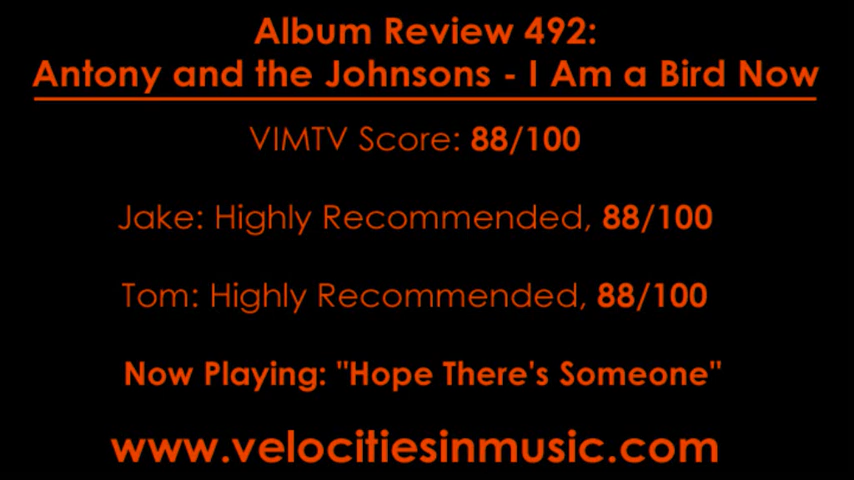 Album Review 492:
Antony and the Johnsons - I Am a Bird Now
VIMTV Score: 88/100
Jake: Highly Recommended, 88/100
Tom: Highly Recommended, 88/100
Now Playing: "Hope There's Someone"
www.velocitiesinmusic.com